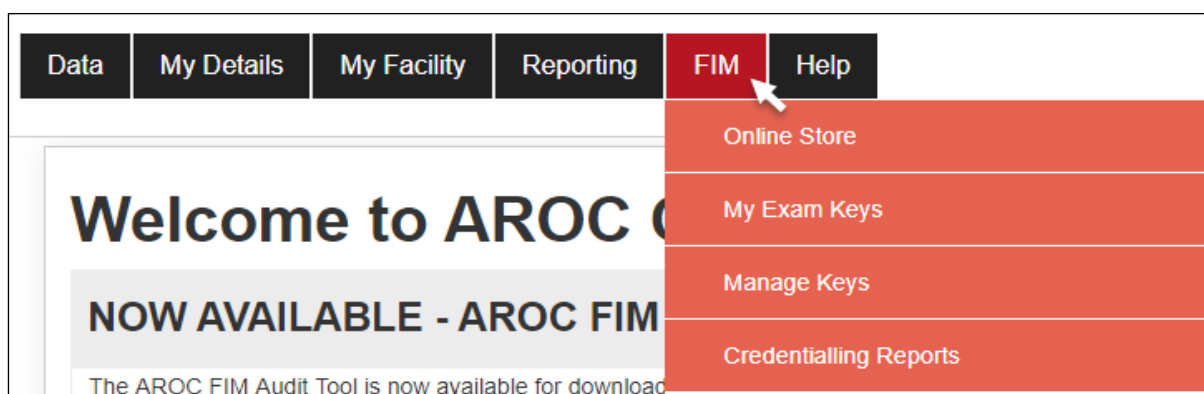 Data My Details My Facility Reporting FIM Help
Online Store
My Exam Keys
Manage Keys
Credentialling Reports
Welcome to AROC
NOW AVAILABLE - AROC FIM
The AROC FIM Audit Tool is now available for download